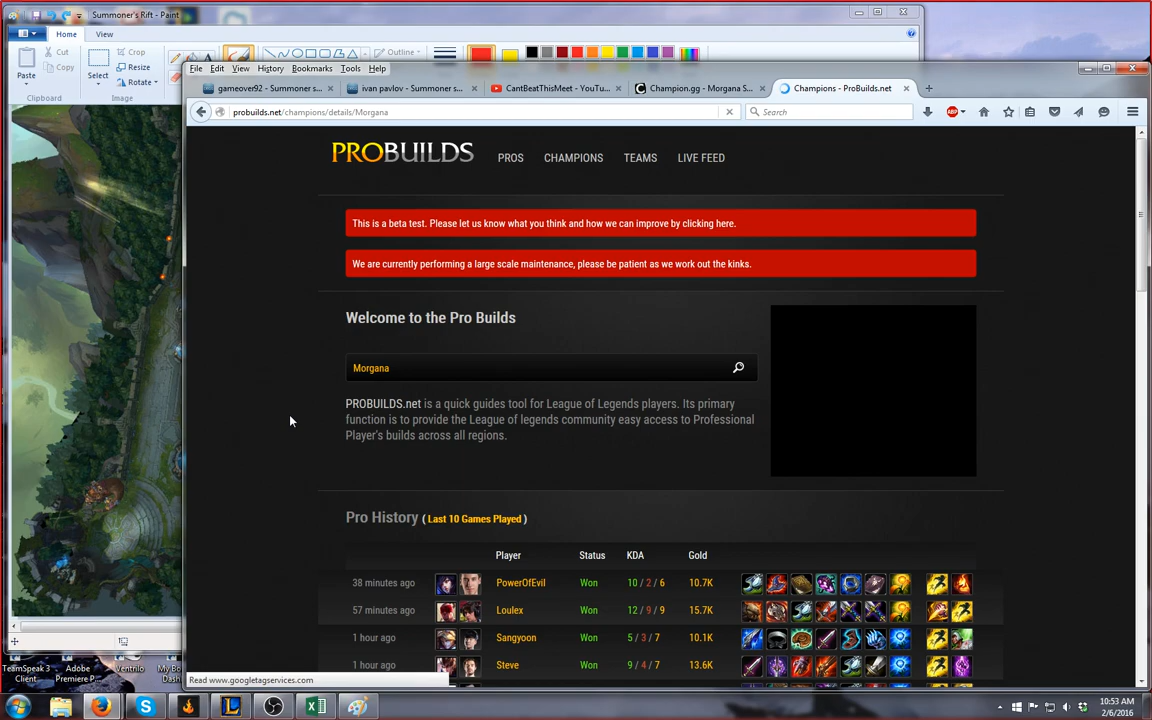 Summoner's Rift - Paint
Home View
Cut
Copy
Paste
Clipboard
Crop
Resize
Rotate
Select
Image
Outline
File Edit View History Bookmarks Tools Help
gameover92 - Summoner s...
ivan pavlov - Summoner s...
CantBeatThisMeet - YouTu...
Champion.gg - Morgana S...
Champions - ProBuilds.net
probuilds.net/champions/details/Morgana
Search
ABP
PROBUILDS
PROS CHAMPIONS TEAMS LIVE FEED
This is a beta test. Please let us know what you think and how we can improve by clicking here.
We are currently performing a large scale maintenance, please be patient as we work out the kinks.
Welcome to the Pro Builds
Morgana
PROBUILDS.net is a quick guides tool for League of Legends players. Its primary
function is to provide the League of legends community easy access to Professional
Player's builds across all regions.
Pro History ( Last 10 Games Played )
Player Status KDA Gold
38 minutes ago PowerOfEvil Won 10 / 2 / 6 10.7K
57 minutes ago Loulex Won 12 / 9 / 9 15.7K
1 hour ago Sangyoon Won 5 / 3 / 7 10.1K
1 hour ago Steve Won 9 / 4 / 7 13.6K
Read www.googletagservices.com
TeamSpeak 3
Client
Adobe
Premiere P...
Ventrilo
My Bo
Dash
10:53 AM
2/6/2016